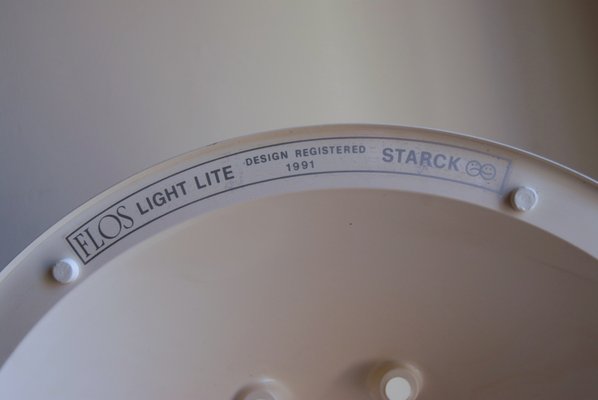 FLOS LIGHT LITE
DESIGN REGISTERED
1991
STARCK